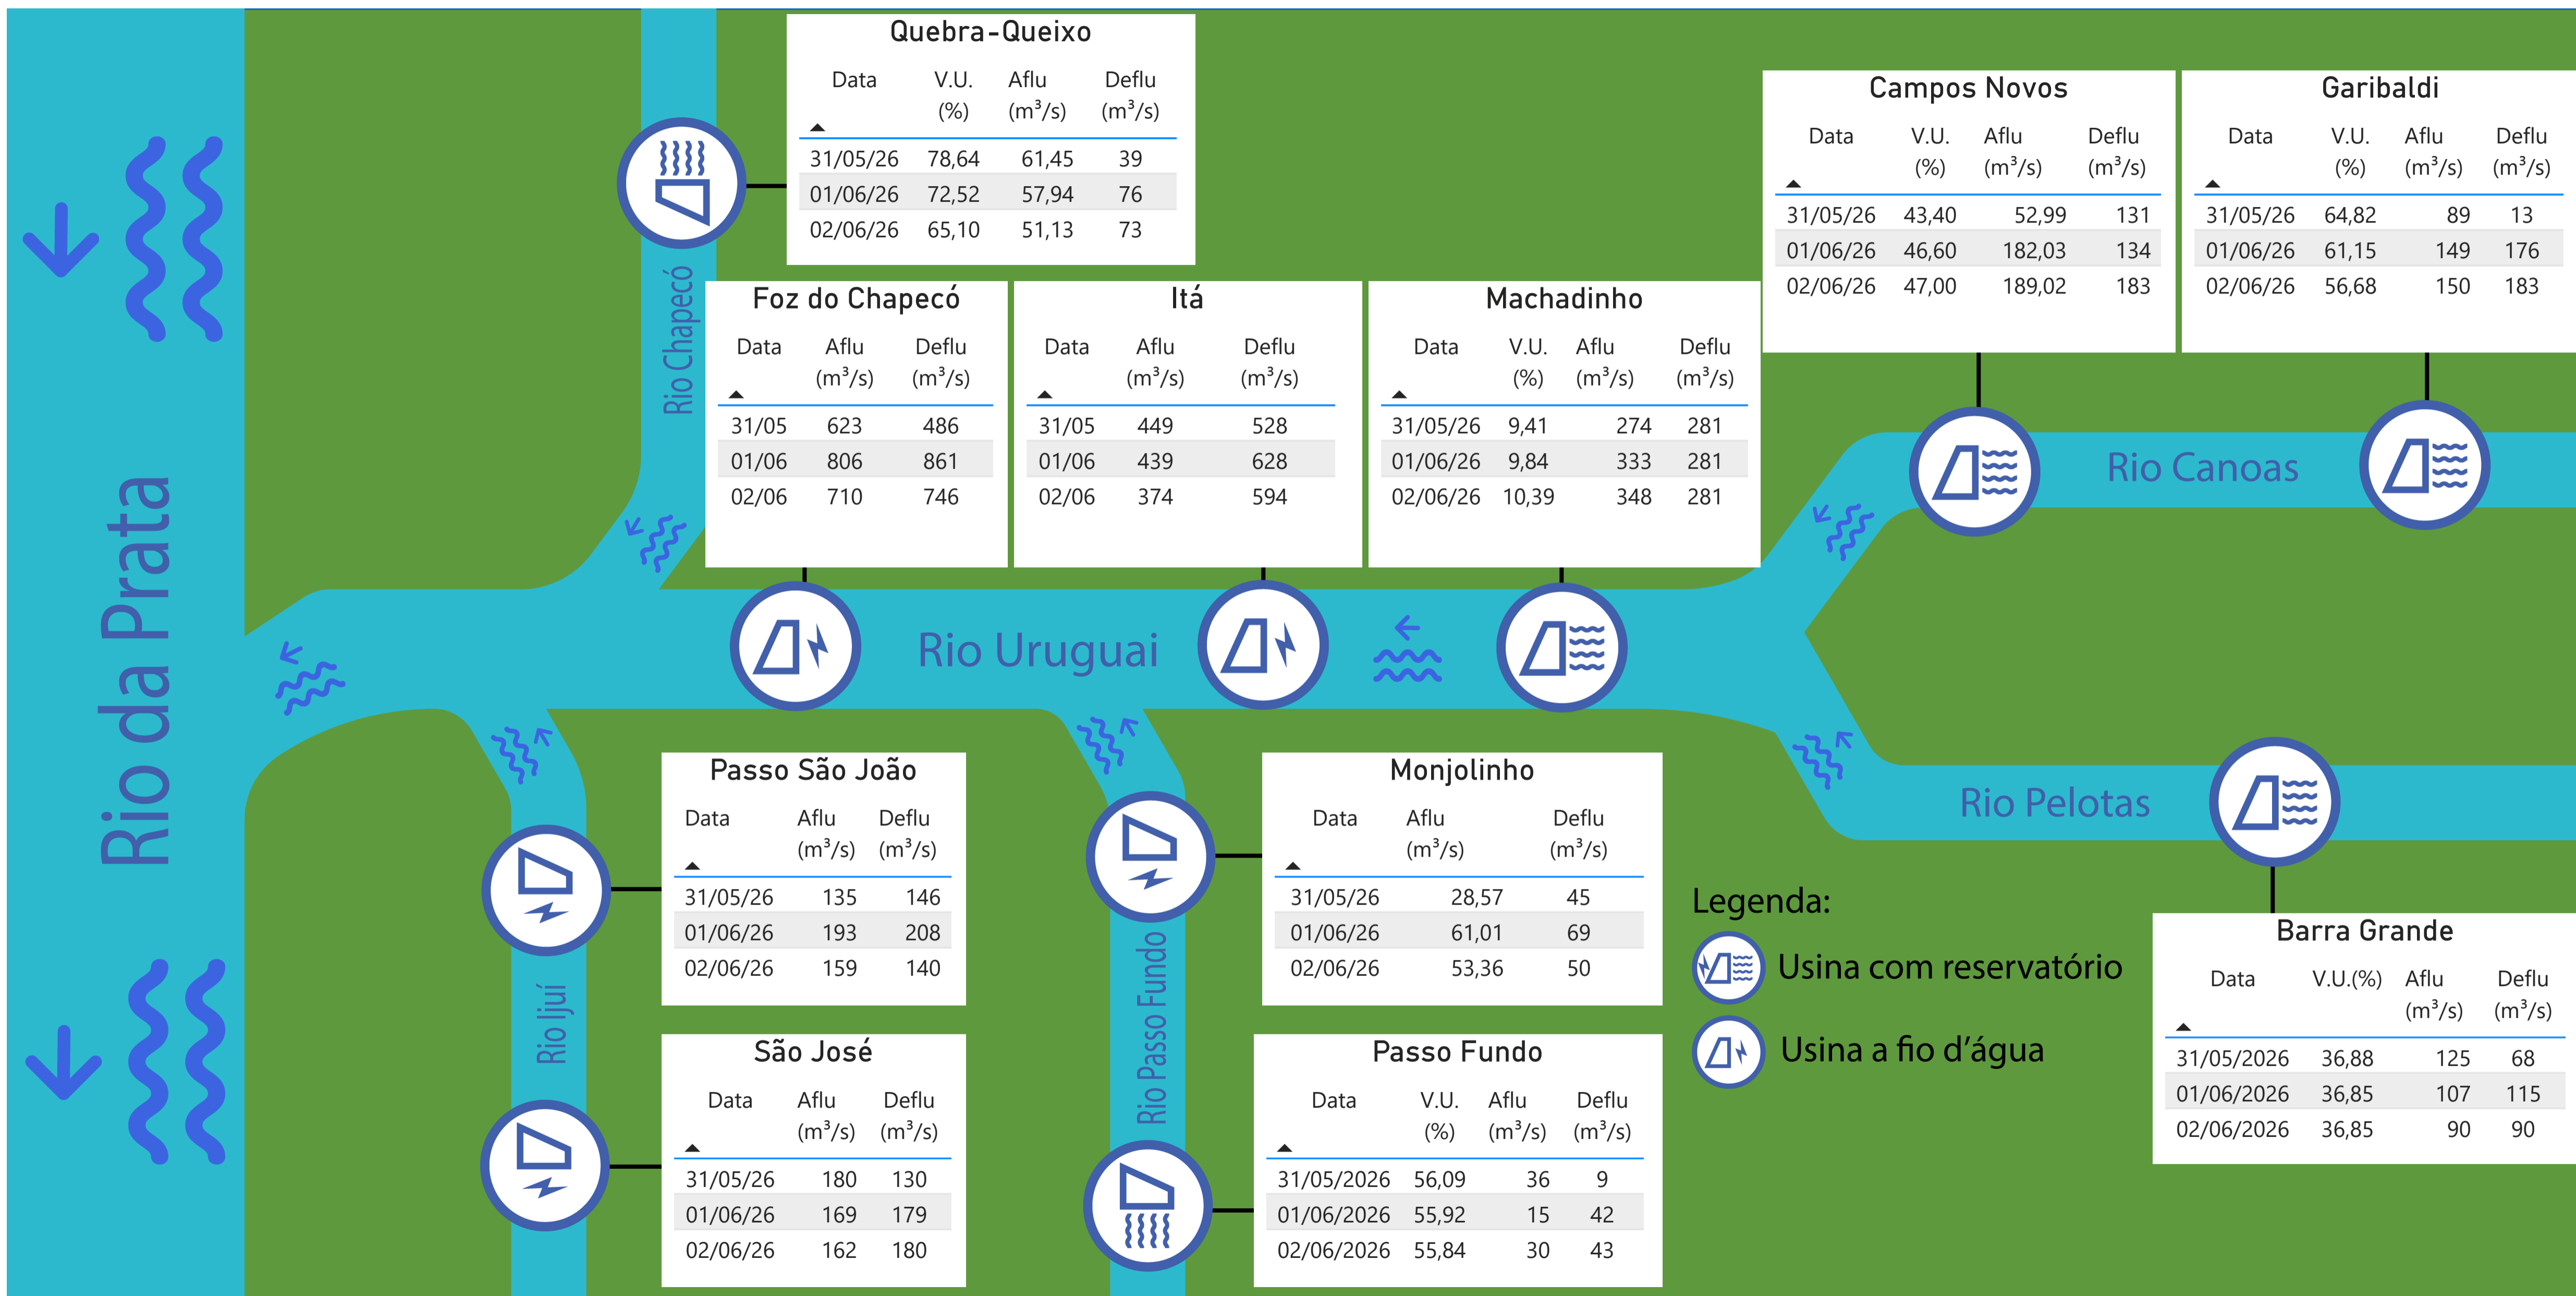 Rio da Prata
Quebra-Queixo
Data V.U. (%) Aflu (m³/s) Deflu (m³/s)
31/05/26 78,64 61,45 39
01/06/26 72,52 57,94 76
02/06/26 65,10 51,13 73
Rio Chapecó
Campos Novos
Data V.U. (%) Aflu (m³/s) Deflu (m³/s)
31/05/26 43,40 52,99 131
01/06/26 46,60 182,03 134
02/06/26 47,00 189,02 183
Garibaldi
Data V.U. (%) Aflu (m³/s) Deflu (m³/s)
31/05/26 64,82 89 13
01/06/26 61,15 149 176
02/06/26 56,68 150 183
Foz do Chapecó
Data Aflu (m³/s) Deflu (m³/s)
31/05 623 486
01/06 806 861
02/06 710 746
Itá
Data Aflu (m³/s) Deflu (m³/s)
31/05 449 528
01/06 439 628
02/06 374 594
Machadinho
Data V.U. (%) Aflu (m³/s) Deflu (m³/s)
31/05/26 9,41 274 281
01/06/26 9,84 333 281
02/06/26 10,39 348 281
Rio Canoas
Rio Uruguai
Rio Pelotas
Passo São João
Data Aflu (m³/s) Deflu (m³/s)
31/05/26 135 146
01/06/26 193 208
02/06/26 159 140
Rio Ijuí
São José
Data Aflu (m³/s) Deflu (m³/s)
31/05/26 180 130
01/06/26 169 179
02/06/26 162 180
Monjolinho
Data Aflu (m³/s) Deflu (m³/s)
31/05/26 28,57 45
01/06/26 61,01 69
02/06/26 53,36 50
Rio Passo Fundo
Passo Fundo
Data V.U. (%) Aflu (m³/s) Deflu (m³/s)
31/05/2026 56,09 36 9
01/06/2026 55,92 15 42
02/06/2026 55,84 30 43
Legenda:
Usina com reservatório
Usina a fio d'água
Barra Grande
Data V.U.(%) Aflu (m³/s) Deflu (m³/s)
31/05/2026 36,88 125 68
01/06/2026 36,85 107 115
02/06/2026 36,85 90 90